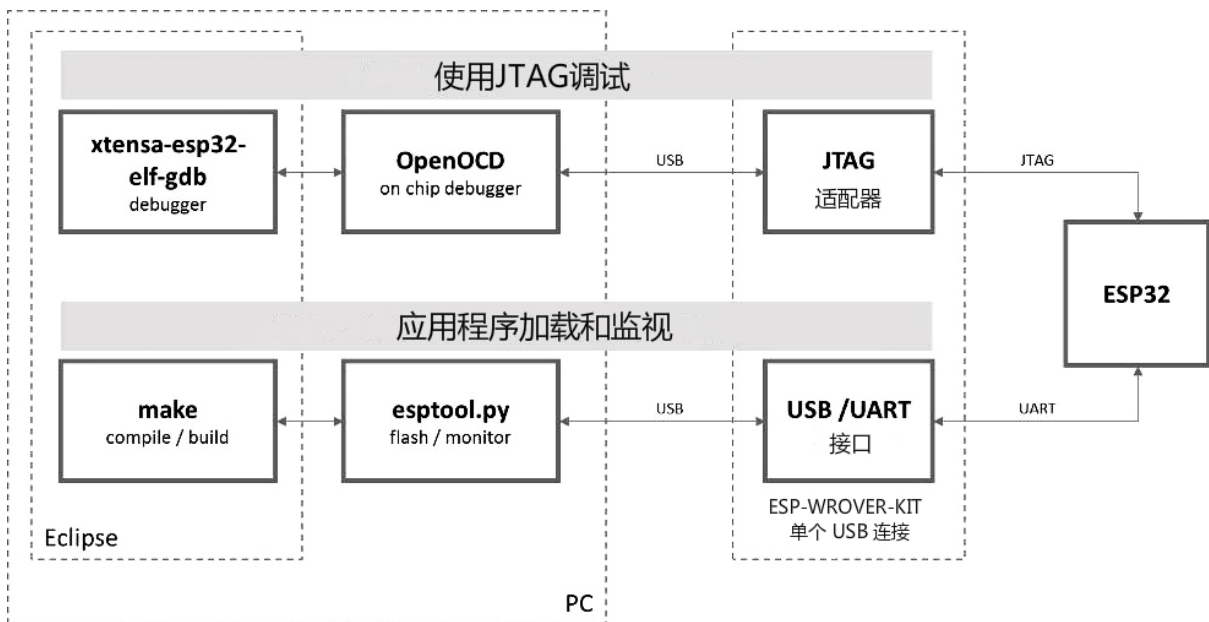 使用JTAG调试
xtensa-esp32-
elf-gdb
debugger
OpenOCD
on chip debugger
USB
JTAG
适配器
JTAG
ESP32
应用程序加载和监视
make
compile / build
esptool.py
flash / monitor
USB
USB /UART
接口
UART
ESP-WROVER-KIT
单个 USB 连接
Eclipse
PC